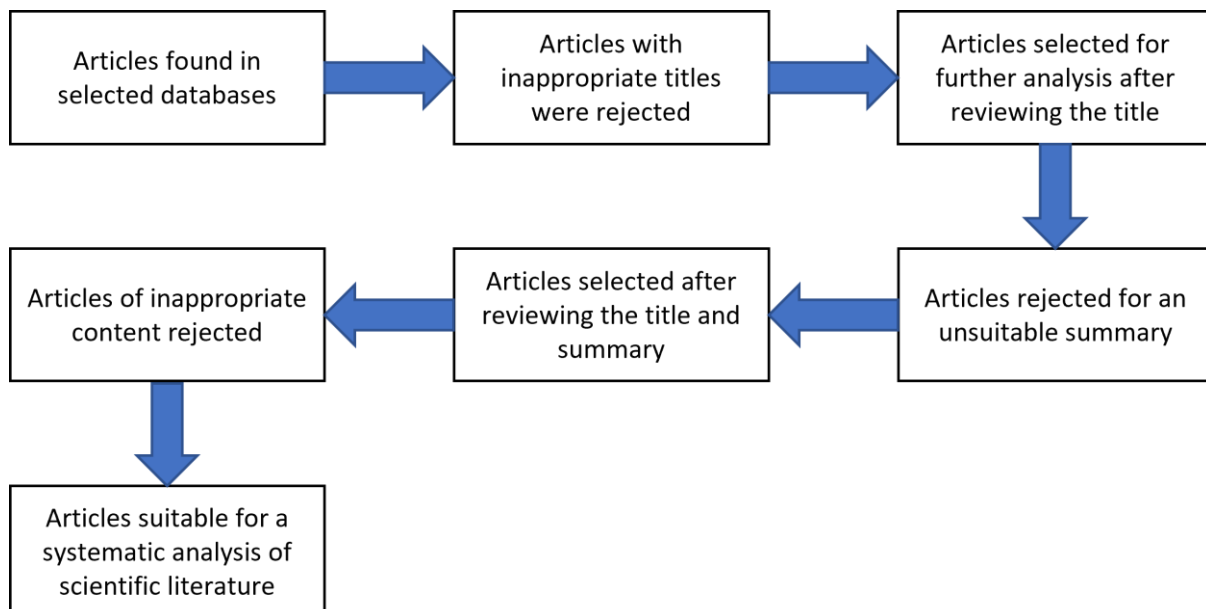 Articles found in
selected databases
Articles with
inappropriate titles
were rejected
Articles selected for
further analysis after
reviewing the title
Articles rejected for an
unsuitable summary
Articles selected after
reviewing the title and
summary
Articles of inappropriate
content rejected
Articles suitable for a
systematic analysis of
scientific literature